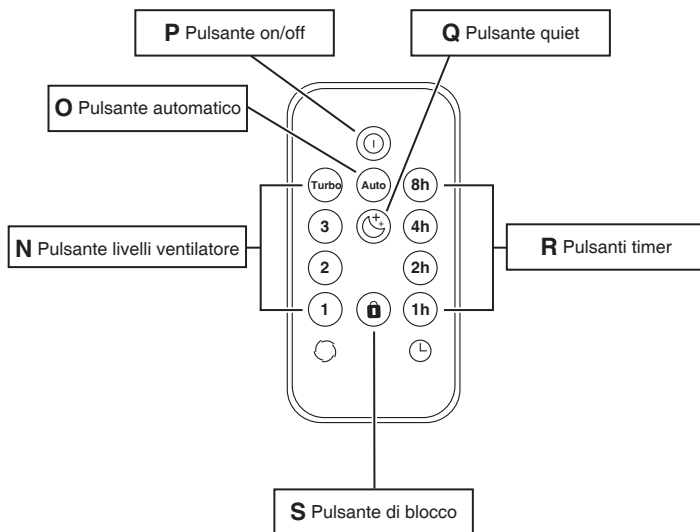 P Pulsante on/off
Q Pulsante quiet
O Pulsante automatico
Turbo
Auto
8h
3
4h
N Pulsante livelli ventilatore
R Pulsanti timer
2
2h
1
1h
S Pulsante di blocco